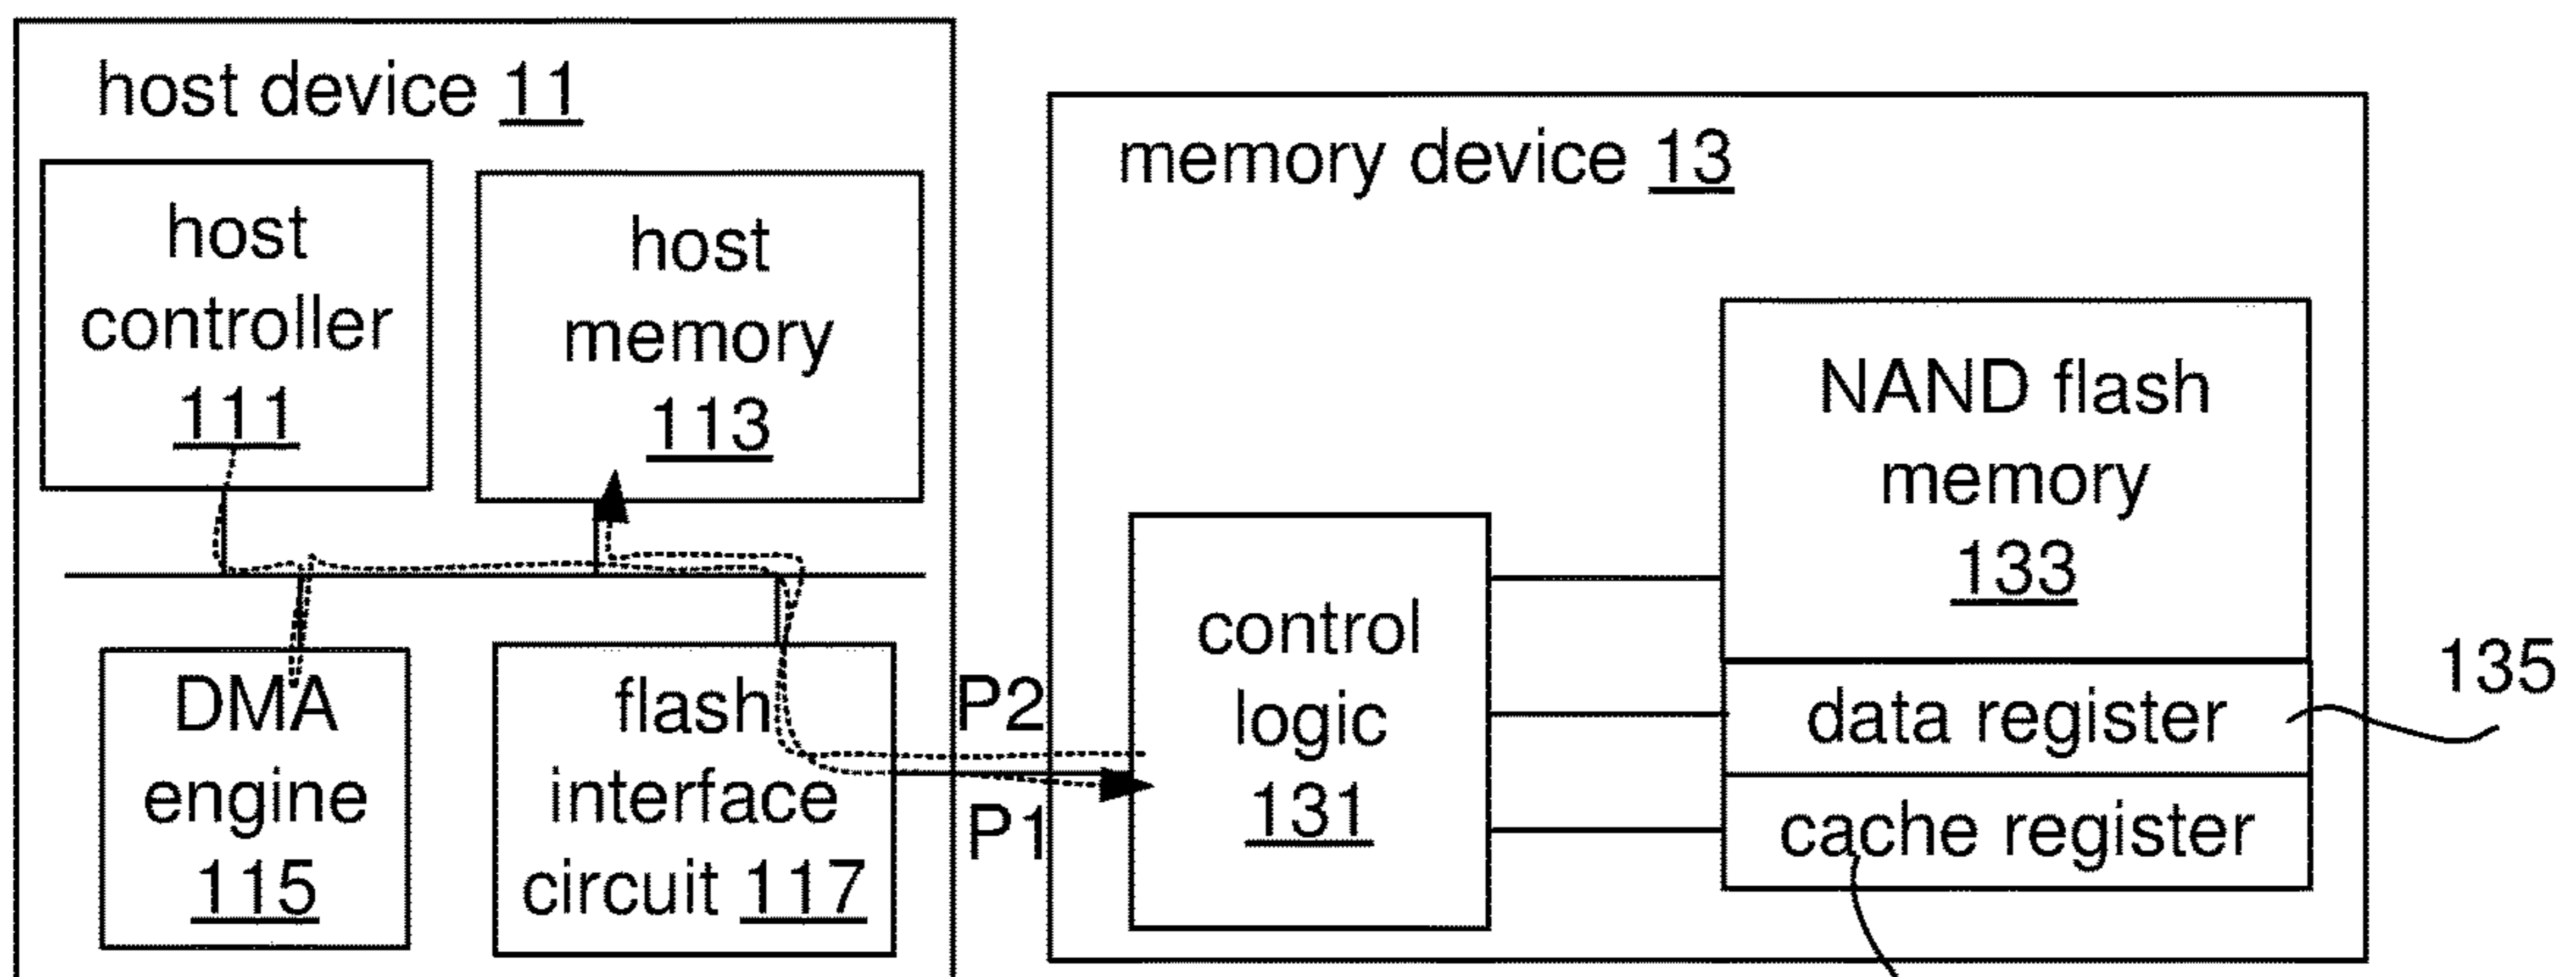 host device 11
host
controller
111
host
memory
113
DMA
engine
115
flash
interface
circuit 117
P2
P1
memory device 13
control
logic
131
NAND flash
memory
133
data register
cache register
135